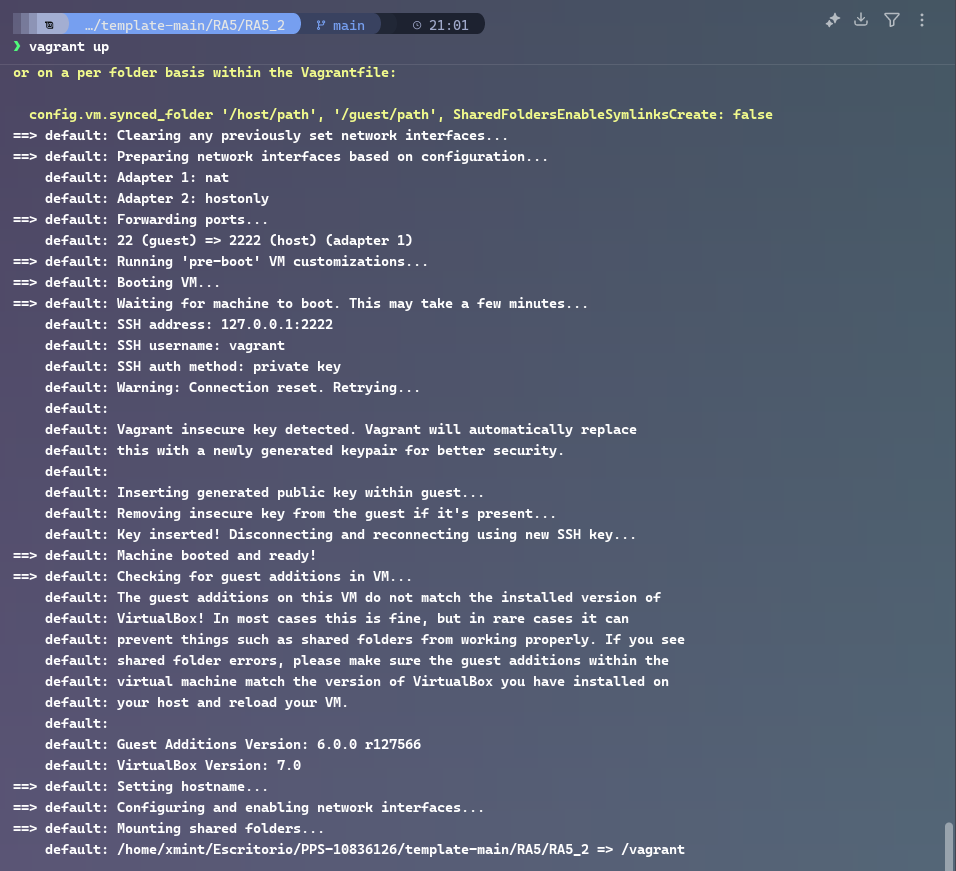 …/template-main/RA5/RA5_2 main 21:01
❯ vagrant up
or on a per folder basis within the Vagrantfile:
config.vm.synced_folder '/host/path', '/guest/path', SharedFoldersEnableSymlinksCreate: false
==> default: Clearing any previously set network interfaces...
==> default: Preparing network interfaces based on configuration...
default: Adapter 1: nat
default: Adapter 2: hostonly
==> default: Forwarding ports...
default: 22 (guest) => 2222 (host) (adapter 1)
==> default: Running 'pre-boot' VM customizations...
==> default: Booting VM...
==> default: Waiting for machine to boot. This may take a few minutes...
default: SSH address: 127.0.0.1:2222
default: SSH username: vagrant
default: SSH auth method: private key
default: Warning: Connection reset. Retrying...
default:
default: Vagrant insecure key detected. Vagrant will automatically replace
default: this with a newly generated keypair for better security.
default:
default: Inserting generated public key within guest...
default: Removing insecure key from the guest if it's present...
default: Key inserted! Disconnecting and reconnecting using new SSH key...
==> default: Machine booted and ready!
==> default: Checking for guest additions in VM...
default: The guest additions on this VM do not match the installed version of
default: VirtualBox! In most cases this is fine, but in rare cases it can
default: prevent things such as shared folders from working properly. If you see
default: shared folder errors, please make sure the guest additions within the
default: virtual machine match the version of VirtualBox you have installed on
default: your host and reload your VM.
default:
default: Guest Additions Version: 6.0.0 r127566
default: VirtualBox Version: 7.0
==> default: Setting hostname...
==> default: Configuring and enabling network interfaces...
==> default: Mounting shared folders...
default: /home/xmint/Escritorio/PPS-10836126/template-main/RA5/RA5_2 => /vagrant